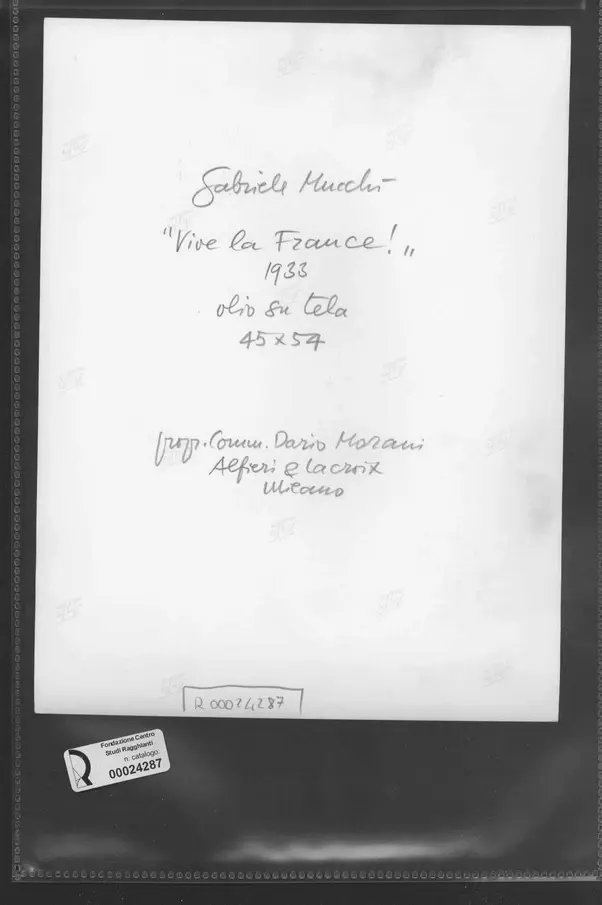 Gabriele Mucchi
"Vive la France!„
1933
olio su tela
45x54
propr. Comm. Dario Morani
Alfieri e Lacroix
Milano
R 00024287
Fondazione Centro
Studi Ragghianti
n. catalogo:
00024287